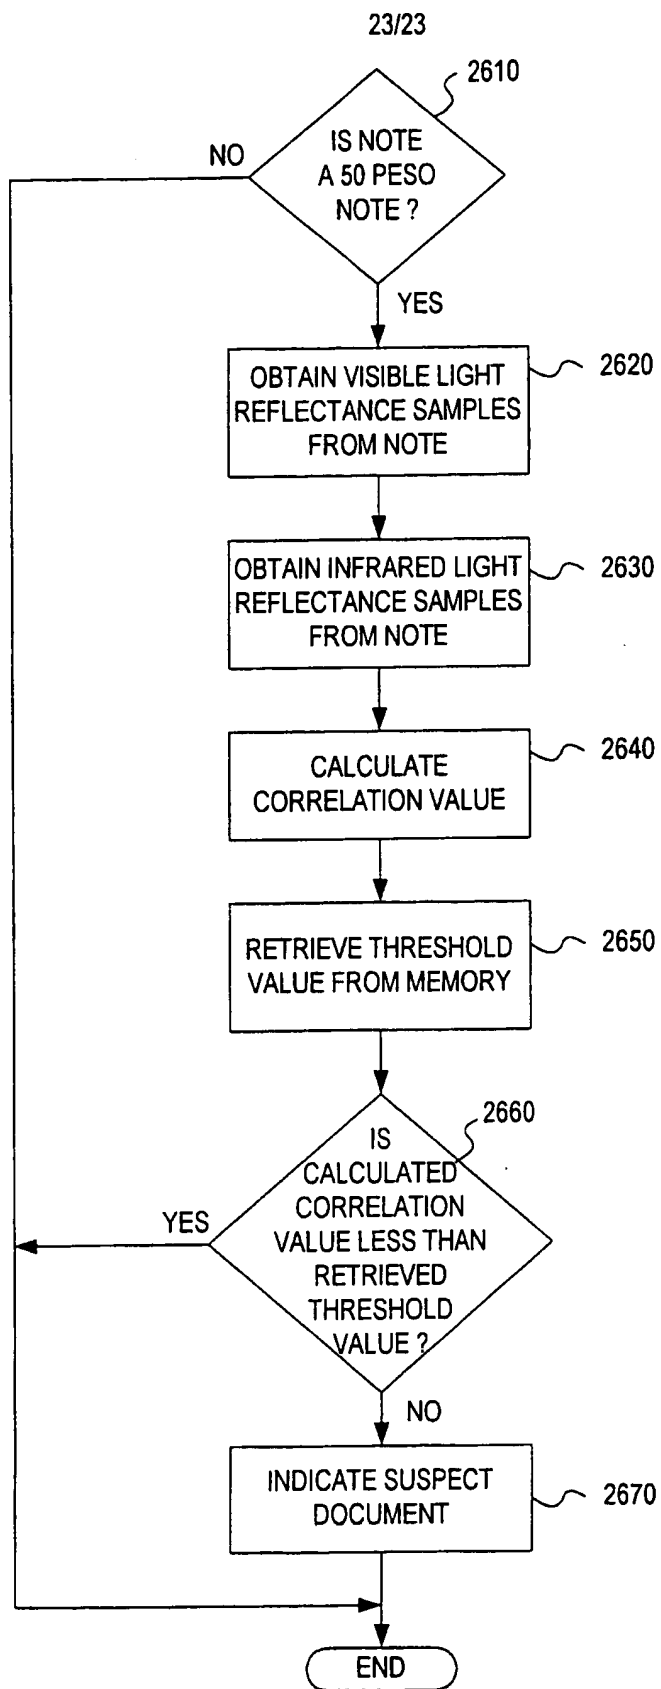 23/23
2610
IS NOTE
A 50 PESO
NOTE ?
NO
YES
OBTAIN VISIBLE LIGHT
REFLECTANCE SAMPLES
FROM NOTE
2620
OBTAIN INFRARED LIGHT
REFLECTANCE SAMPLES
FROM NOTE
2630
CALCULATE
CORRELATION VALUE
2640
RETRIEVE THRESHOLD
VALUE FROM MEMORY
2650
2660
IS
CALCULATED
CORRELATION
VALUE LESS THAN
RETRIEVED
THRESHOLD
VALUE ?
YES
NO
INDICATE SUSPECT
DOCUMENT
2670
END